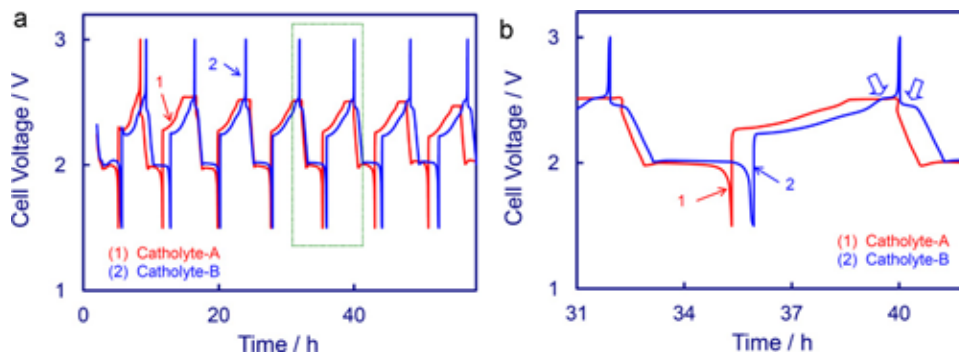 a
Cell Voltage / V
3
2
1
1
2
(1) Catholyte-A
(2) Catholyte-B
0
20
40
Time / h
b
Cell Voltage / V
3
2
1
1
2
(1) Catholyte-A
(2) Catholyte-B
31
34
37
40
Time / h